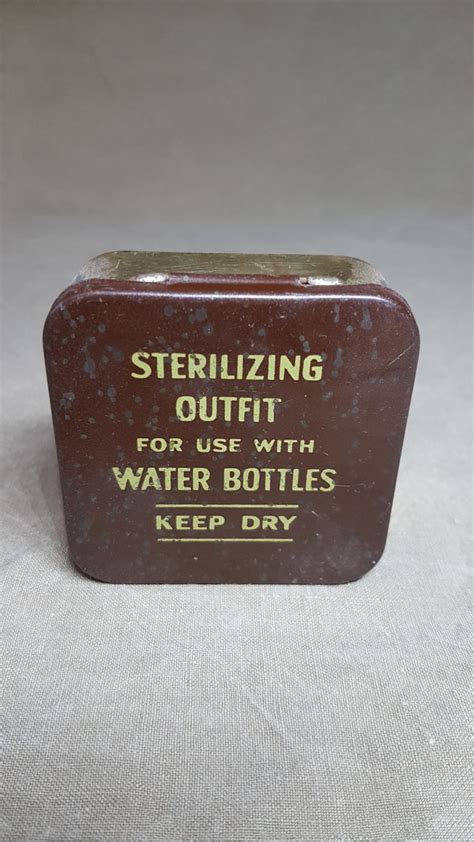 STERILIZING
OUTFIT
FOR USE WITH
WATER BOTTLES
KEEP DRY